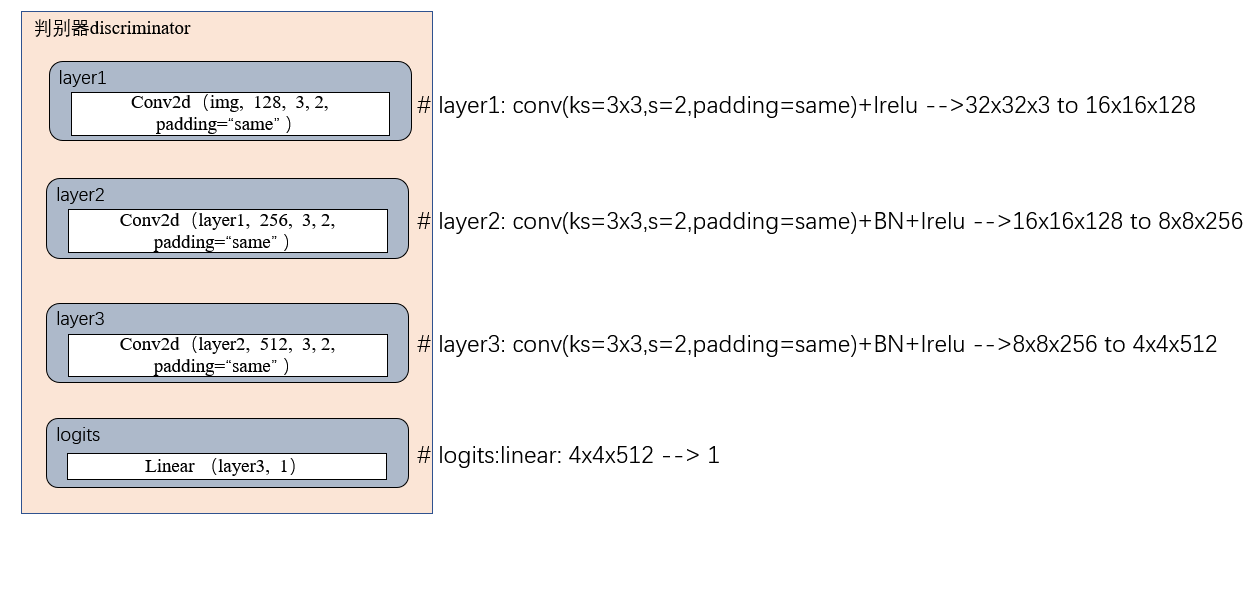 判别器discriminator
layer1
Conv2d（img, 128, 3, 2,
padding=“same” ）
# layer1: conv(ks=3x3,s=2,padding=same)+lrelu -->32x32x3 to 16x16x128
layer2
Conv2d（layer1, 256, 3, 2,
padding=“same” ）
# layer2: conv(ks=3x3,s=2,padding=same)+BN+lrelu -->16x16x128 to 8x8x256
layer3
Conv2d（layer2, 512, 3, 2,
padding=“same” ）
# layer3: conv(ks=3x3,s=2,padding=same)+BN+lrelu -->8x8x256 to 4x4x512
logits
Linear （layer3, 1）
# logits:linear: 4x4x512 --> 1